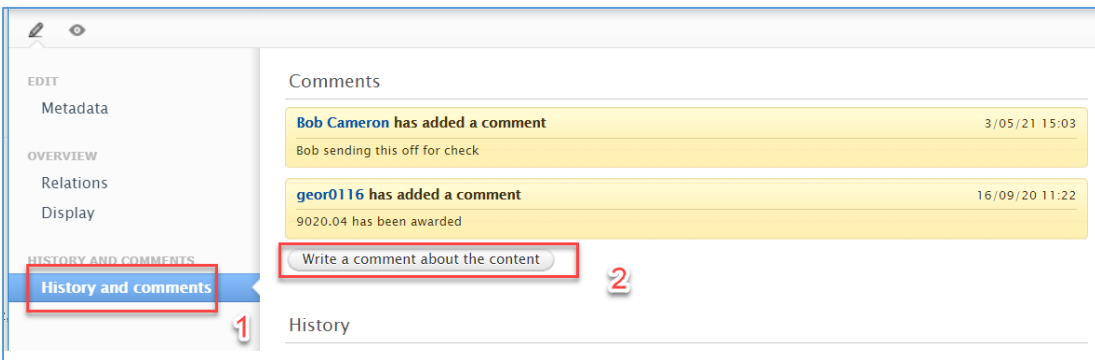 EDIT
Metadata
OVERVIEW
Relations
Display
HISTORY AND COMMENTS
History and comments
1
Comments
Bob Cameron has added a comment 3/05/21 15:03
Bob sending this off for check
geor0116 has added a comment 16/09/20 11:22
9020.04 has been awarded
Write a comment about the content
2
History